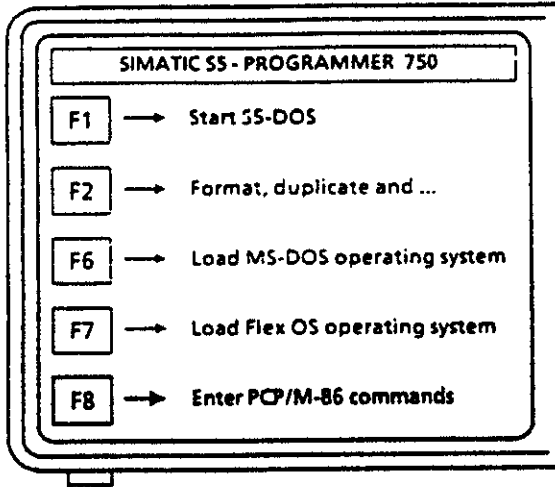 SIMATIC S5 - PROGRAMMER 750
F1 → Start S5-DOS
F2 → Format, duplicate and ...
F6 → Load MS-DOS operating system
F7 → Load Flex OS operating system
F8 → Enter PCP/M-86 commands